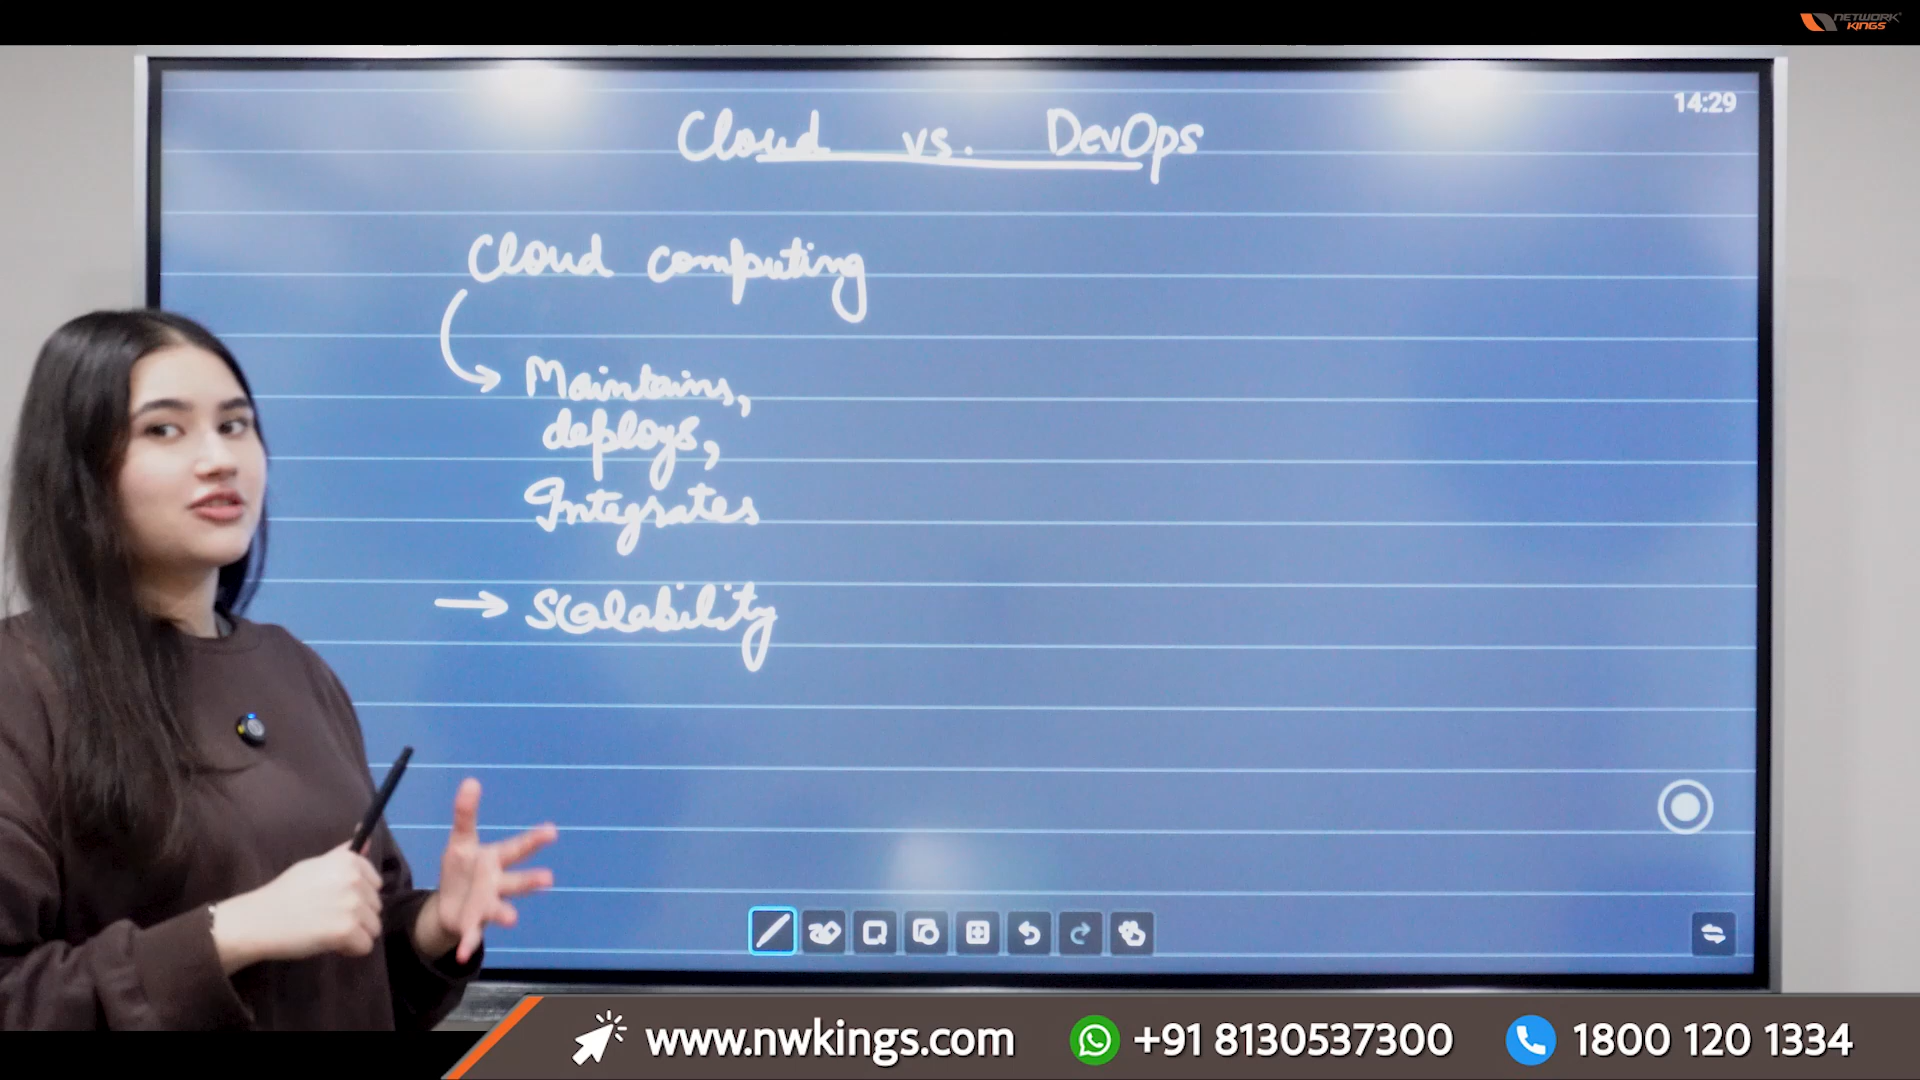 NETWORK
KINGS
14:29
Cloud vs. DevOps
Cloud computing
→ Maintains,
deploys,
Integrates
→ Scalability
www.nwkings.com
+91 8130537300
1800 120 1334